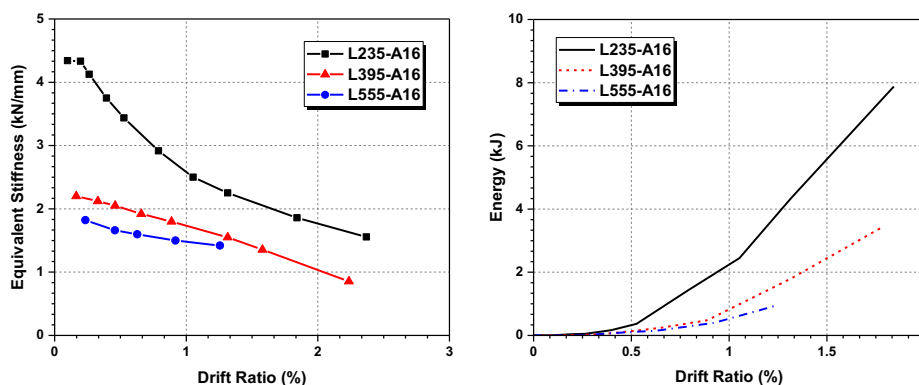 5
4
3
2
1
0
Equivalent Stiffness (kN/mm)
L235-A16
L395-A16
L555-A16
0 1 2 3
Drift Ratio (%)
10
8
6
4
2
0
Energy (kJ)
L235-A16
L395-A16
L555-A16
0 0.5 1 1.5
Drift Ratio (%)